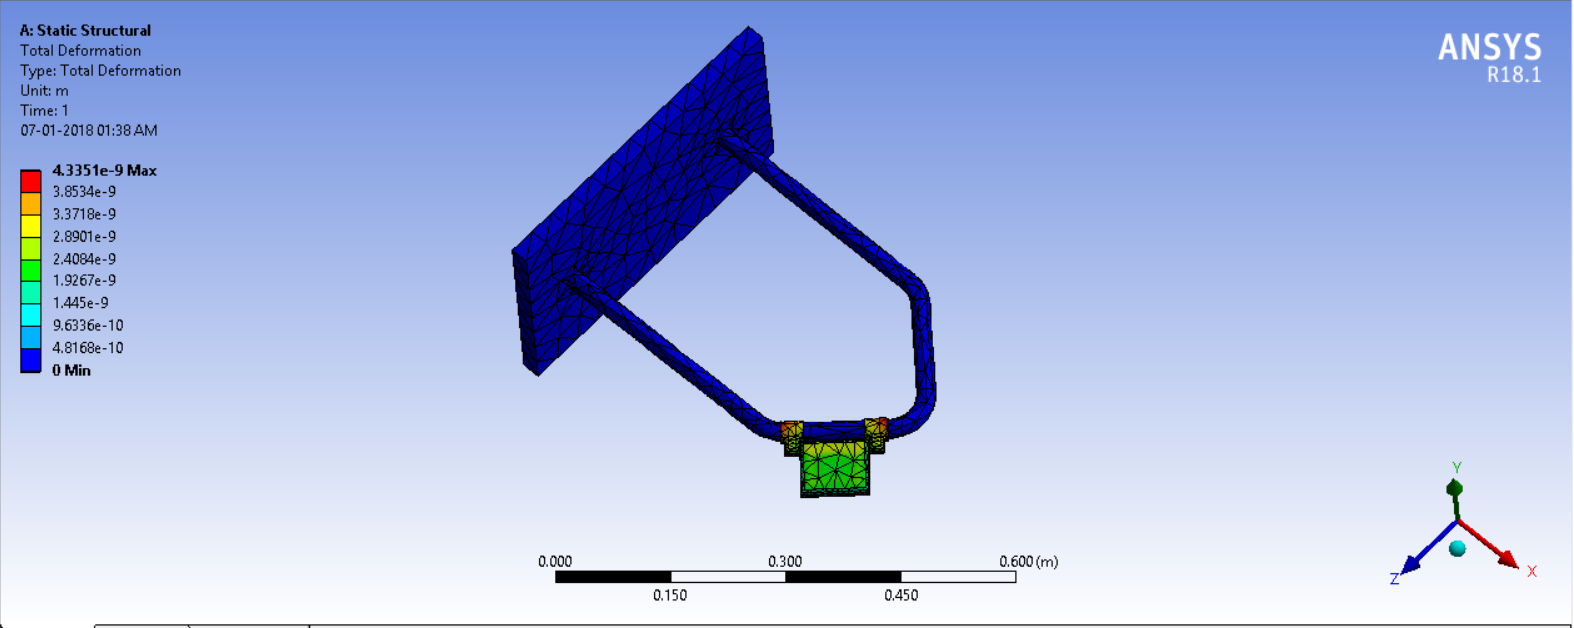 A: Static Structural
Total Deformation
Type: Total Deformation
Unit: m
Time: 1
07-01-2018 01:38 AM
4.3351e-9 Max
3.8534e-9
3.3718e-9
2.8901e-9
2.4084e-9
1.9267e-9
1.445e-9
9.6336e-10
4.8168e-10
0 Min
ANSYS
R18.1
0.000
0.300
0.600 (m)
0.150
0.450
Y
Z
X